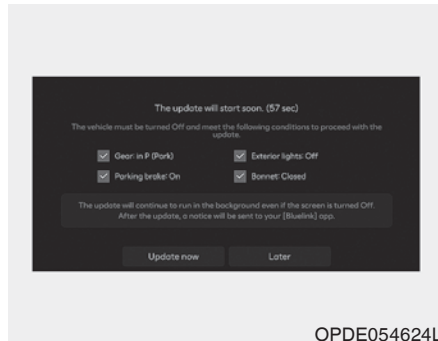 The update will start soon. (57 sec)
The vehicle must be turned Off and meet the following conditions to proceed with the
update.
Gear: in P (Park)
Exterior lights: Off
Parking brake: On
Bonnet: Closed
The update will continue to run in the background even if the screen is turned Off.
After the update, a notice will be sent to your [Bluelink] app.
Update now
Later
OPDE054624L